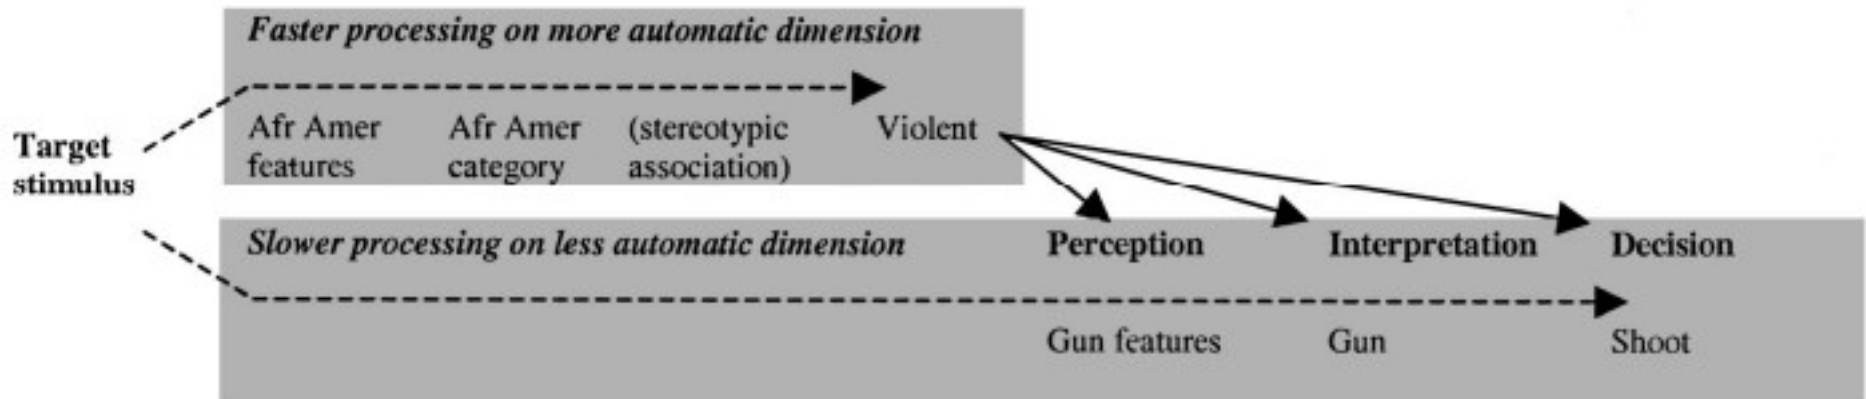 Faster processing on more automatic dimension
Target
stimulus
Afr Amer
features
Afr Amer
category
(stereotypic
association)
Violent
Slower processing on less automatic dimension
Perception
Interpretation
Decision
Gun features
Gun
Shoot